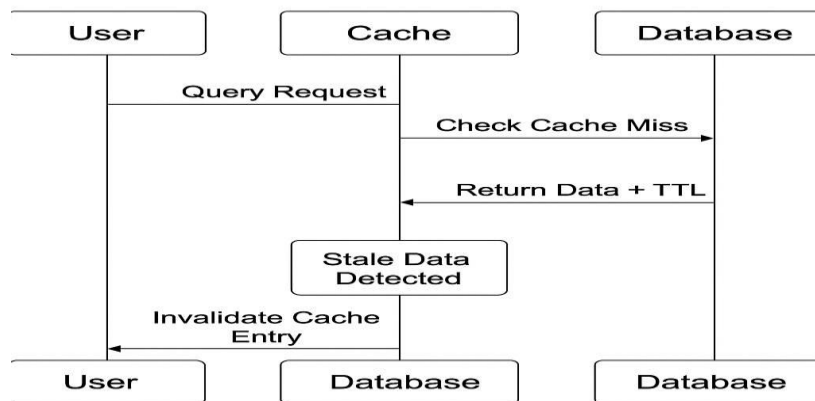 User
Cache
Database
Query Request
Check Cache Miss
Return Data + TTL
Stale Data
Detected
Invalidate Cache
Entry
User
Database
Database